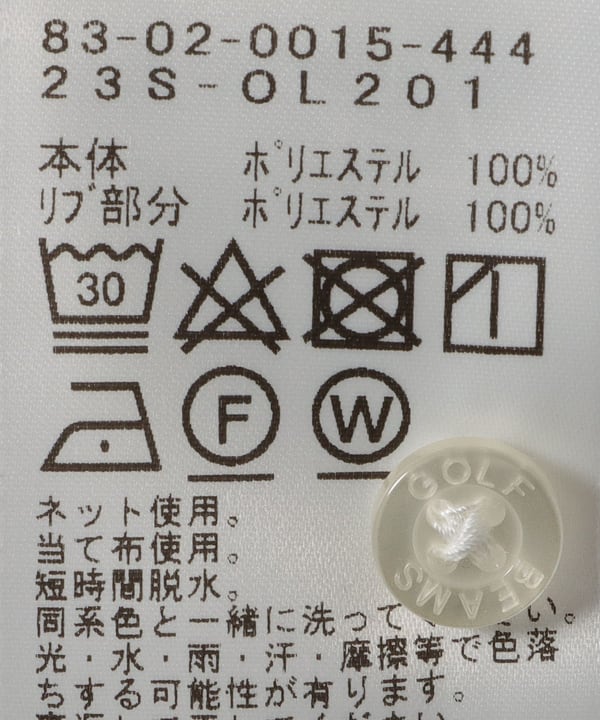 83-02-0015-444
23S-OL201
本体 ポリエステル 100%
リブ部分 ポリエステル 100%
30
F W
ネット使用。
当て布使用。
短時間脱水。
同系色と一緒に洗って い。
光・水・雨・汗・摩擦等で色落
ちする可能性が有ります。
GOLF
BEAMS